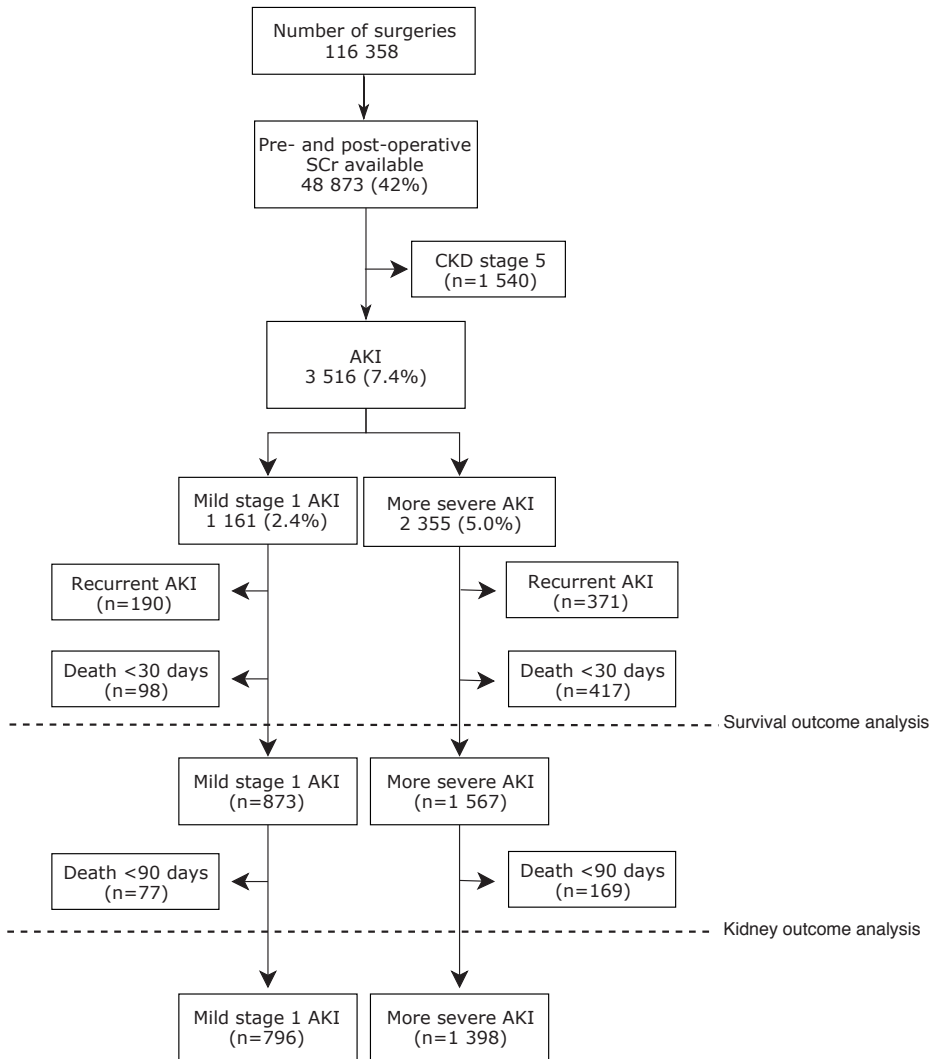 Number of surgeries
116 358
Pre- and post-operative
SCr available
48 873 (42%)
CKD stage 5
(n=1 540)
AKI
3 516 (7.4%)
Mild stage 1 AKI
1 161 (2.4%)
More severe AKI
2 355 (5.0%)
Recurrent AKI
(n=190)
Recurrent AKI
(n=371)
Death <30 days
(n=98)
Death <30 days
(n=417)
Survival outcome analysis
Mild stage 1 AKI
(n=873)
More severe AKI
(n=1 567)
Death <90 days
(n=77)
Death <90 days
(n=169)
Kidney outcome analysis
Mild stage 1 AKI
(n=796)
More severe AKI
(n=1 398)